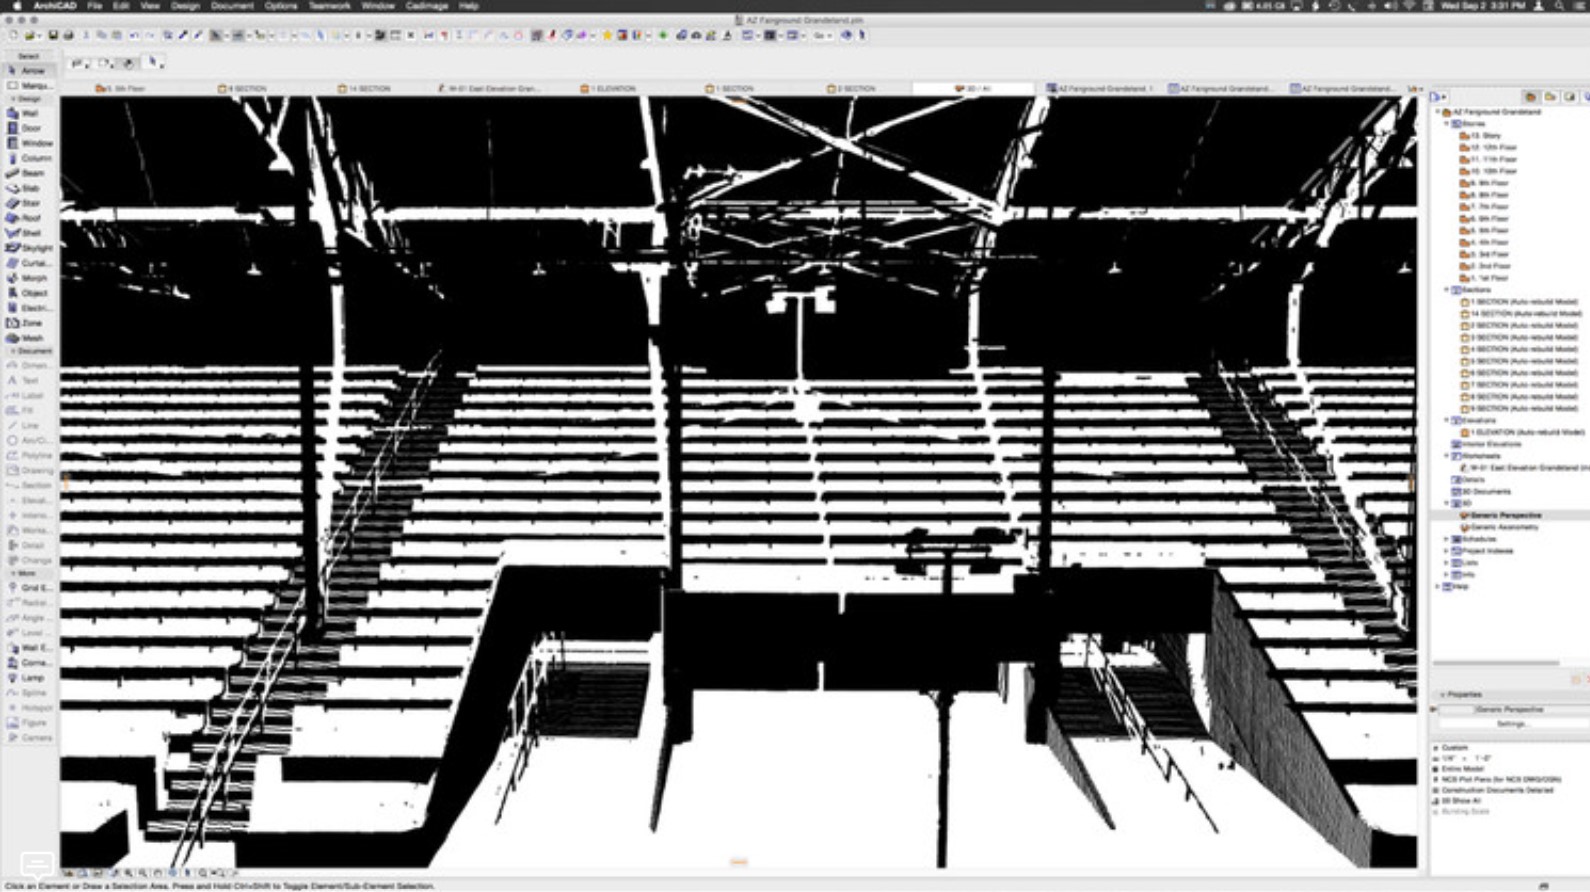 ArchiCAD File Edit View Design Document Options Teamwork Window Cadimage Help
Wed Sep 2 3:31 PM
AZ Fairground Grandstand.pln
Select
Arrow
Marqu...
Design
Wall
Door
Window
Column
Beam
Slab
Stair
Roof
Shell
Skylight
Curtai...
Morph
Object
Electri...
Zone
Mesh
Document
Dimen...
Text
Label
Fill
Line
Arc/Ci...
Polyline
Drawing
Section
Elevat...
Interio...
Works...
Detail
Change
More
Grid E...
Radial...
Angle ...
Level ...
Wall E...
Corne...
Lamp
Spline
Hotspot
Figure
Camera
5. 5th Floor 8 SECTION 14 SECTION W-01 East Elevation Gran... 1 ELEVATION 1 SECTION 2 SECTION 3D / All AZ Fairground Grandstand_1 AZ Fairground Grandstand... AZ Fairground Grandstand...
AZ Fairground Grandstand
Stories
13. Story
12. 12th Floor
11. 11th Floor
10. 10th Floor
9. 9th Floor
8. 8th Floor
7. 7th Floor
6. 6th Floor
5. 5th Floor
4. 4th Floor
3. 3rd Floor
2. 2nd Floor
1. 1st Floor
Sections
1 SECTION (Auto-rebuild Model)
14 SECTION (Auto-rebuild Model)
2 SECTION (Auto-rebuild Model)
3 SECTION (Auto-rebuild Model)
4 SECTION (Auto-rebuild Model)
5 SECTION (Auto-rebuild Model)
6 SECTION (Auto-rebuild Model)
7 SECTION (Auto-rebuild Model)
8 SECTION (Auto-rebuild Model)
9 SECTION (Auto-rebuild Model)
Elevations
1 ELEVATION (Auto-rebuild Model)
Interior Elevations
Worksheets
W-01 East Elevation Grandstand
Details
3D Documents
3D
Generic Perspective
Generic Axonometry
Schedules
Project Indexes
Lists
Info
Help
Properties
Generic Perspective
Settings...
Custom
1/8" = 1'-0"
Entire Model
NCS Plot Pens (for NCS DWG/DGN)
Construction Documents Detailed
00 Show All
Building Scale
Click an Element or Draw a Selection Area. Press and Hold Ctrl+Shift to Toggle Element/Sub-Element Selection.